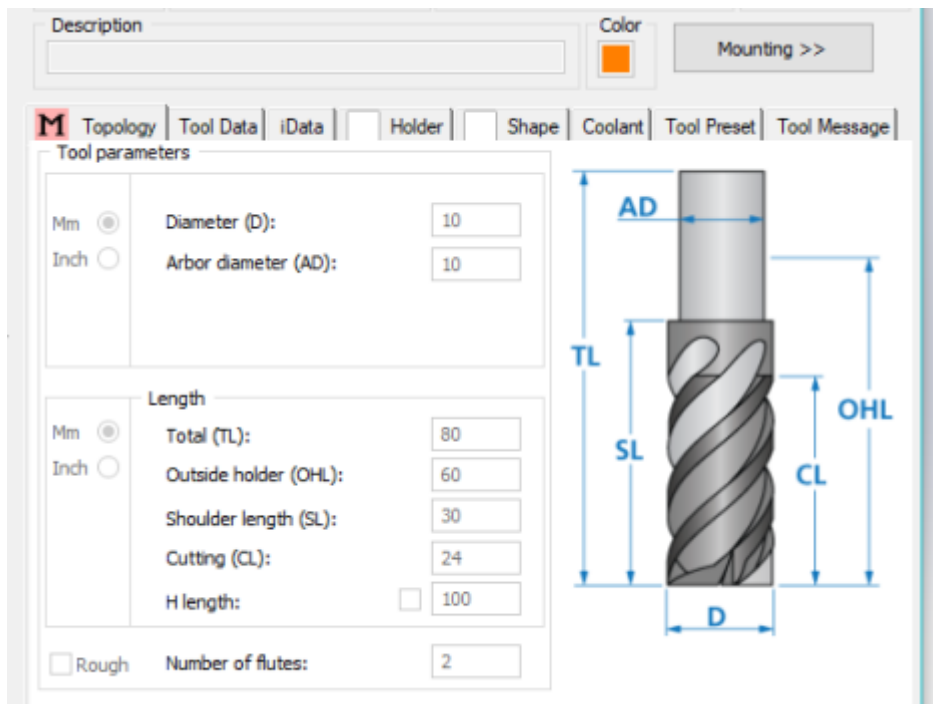 Description
Color
Mounting >>
M Topology Tool Data iData Holder Shape Coolant Tool Preset Tool Message
Tool parameters
Mm Diameter (D): 10
Inch Arbor diameter (AD): 10
Length
Mm Total (TL): 80
Inch Outside holder (OHL): 60
Shoulder length (SL): 30
Cutting (CL): 24
H length: 100
Rough Number of flutes: 2
AD
TL
OHL
SL
CL
D